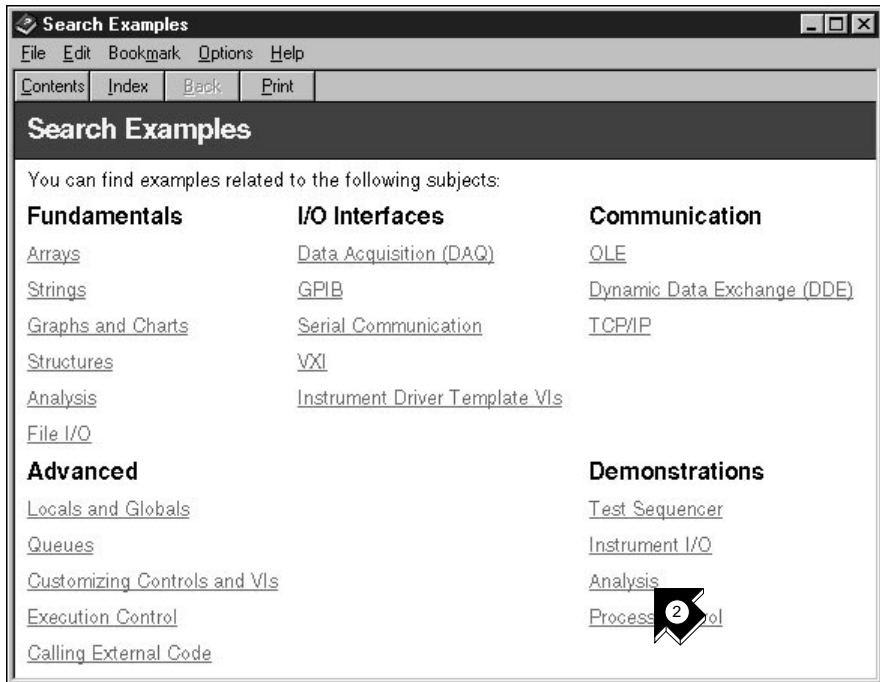 Search Examples
File Edit Bookmark Options Help
Contents Index Back Print
Search Examples
You can find examples related to the following subjects:
Fundamentals
Arrays
Strings
Graphs and Charts
Structures
Analysis
File I/O
I/O Interfaces
Data Acquisition (DAQ)
GPIB
Serial Communication
VXI
Instrument Driver Template VIs
Communication
OLE
Dynamic Data Exchange (DDE)
TCP/IP
Advanced
Locals and Globals
Queues
Customizing Controls and VIs
Execution Control
Calling External Code
Demonstrations
Test Sequencer
Instrument I/O
Analysis
Process
2